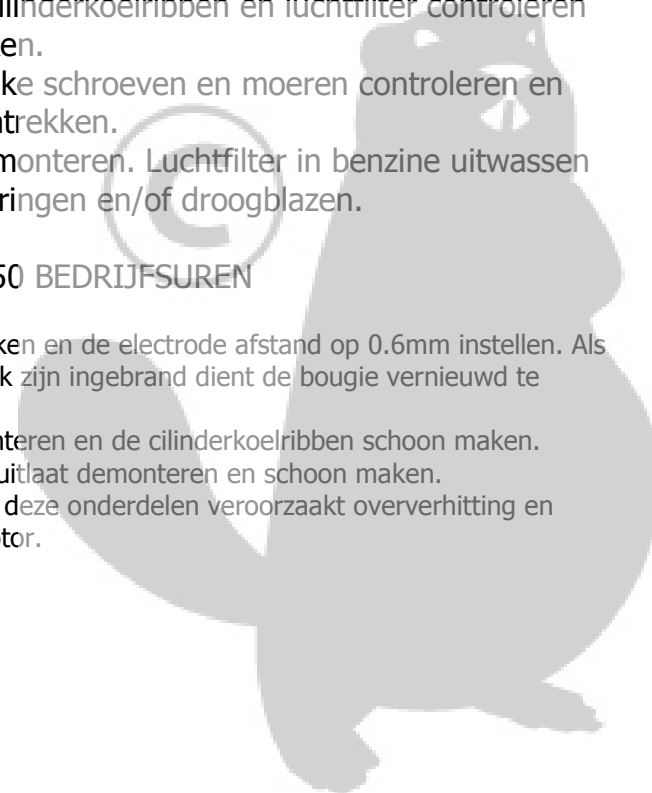 ilinderkoelribben en luchtfilter controleren
en.
ke schroeven en moeren controleren en
trekken.
monteren. Luchtfilter in benzine uitwassen
ringen en/of droogblazen.
©
50 BEDRIJFSUREN
ken en de electrode afstand op 0.6mm instellen. Als
k zijn ingebrand dient de bougie vernieuwd te
nteren en de cilinderkoelribben schoon maken.
uitlaat demonteren en schoon maken.
deze onderdelen veroorzaakt oververhitting en
tor.